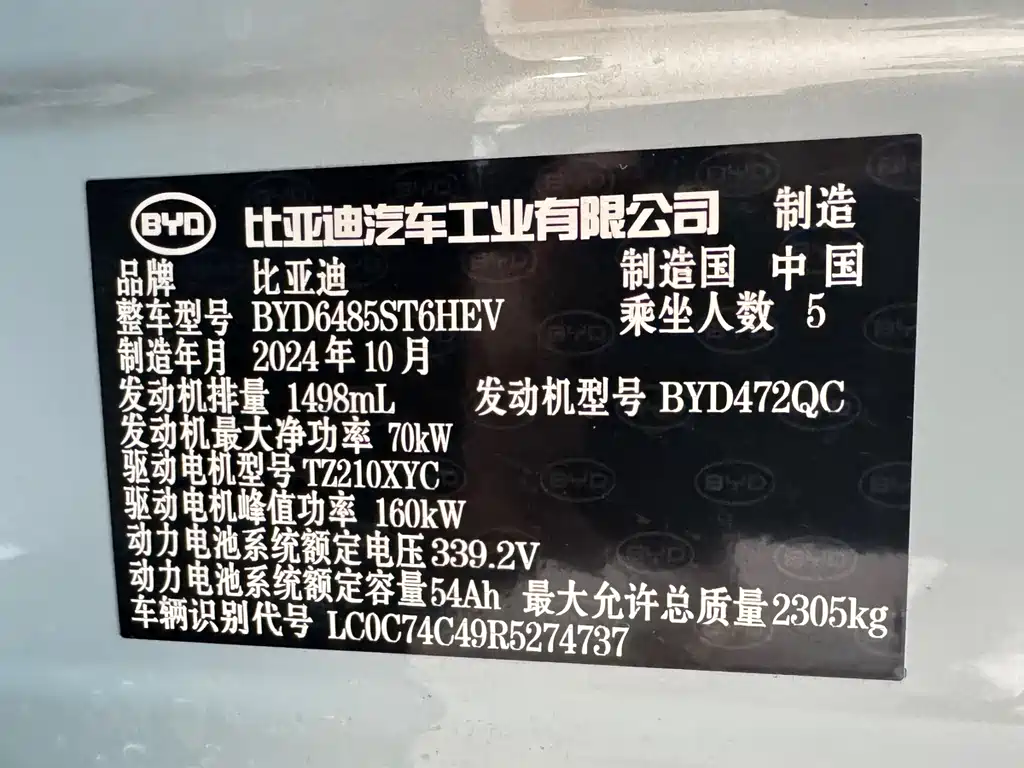 BYD 比亚迪汽车工业有限公司 制造
品牌 比亚迪 制造国 中国
整车型号 BYD6485ST6HEV 乘坐人数 5
制造年月 2024年10月
发动机排量 1498mL 发动机型号 BYD472QC
发动机最大净功率 70kW
驱动电机型号 TZ210XYC
驱动电机峰值功率 160kW
动力电池系统额定电压 339.2V
动力电池系统额定容量 54Ah 最大允许总质量 2305kg
车辆识别代号 LC0C74C49R5274737